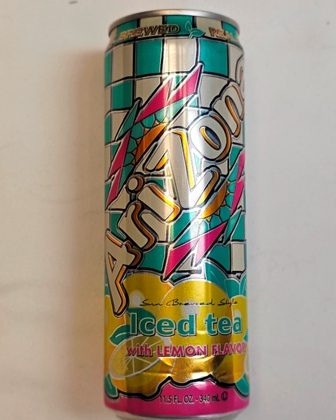 BREWED
AriZona
Sun Brewed Style
Iced tea
with LEMON FLAVOR
11.5 FL OZ - 340 mL